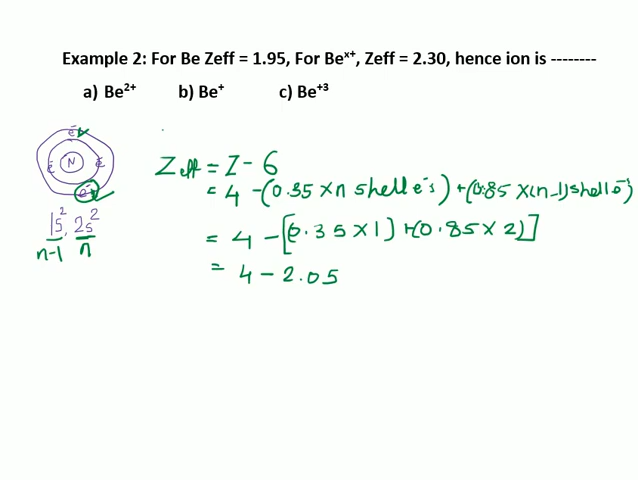 Example 2: For Be Zeff = 1.95, For Beˣ⁺, Zeff = 2.30, hence ion is --------
a) Be²⁺ b) Be⁺ c) Be⁺³
e⁻ e⁻ N e⁻ e⁻
Zeff = Z - 6
= 4 - (0.35 × n shell e⁻s) + (0.85 × (n-1) shell e⁻)
1s², 2s²
n-1 n
= 4 - [0.35 × 1) + (0.85 × 2)]
= 4 - 2.05